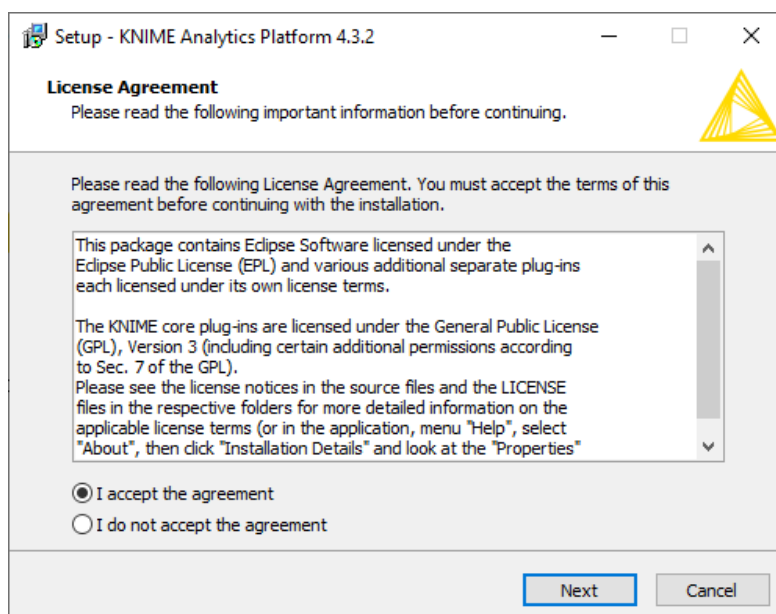 Setup - KNIME Analytics Platform 4.3.2
License Agreement
Please read the following important information before continuing.
Please read the following License Agreement. You must accept the terms of this
agreement before continuing with the installation.
This package contains Eclipse Software licensed under the
Eclipse Public License (EPL) and various additional separate plug-ins
each licensed under its own license terms.
The KNIME core plug-ins are licensed under the General Public License
(GPL), Version 3 (including certain additional permissions according
to Sec. 7 of the GPL).
Please see the license notices in the source files and the LICENSE
files in the respective folders for more detailed information on the
applicable license terms (or in the application, menu "Help", select
"About", then click "Installation Details" and look at the "Properties"
I accept the agreement
I do not accept the agreement
Next Cancel